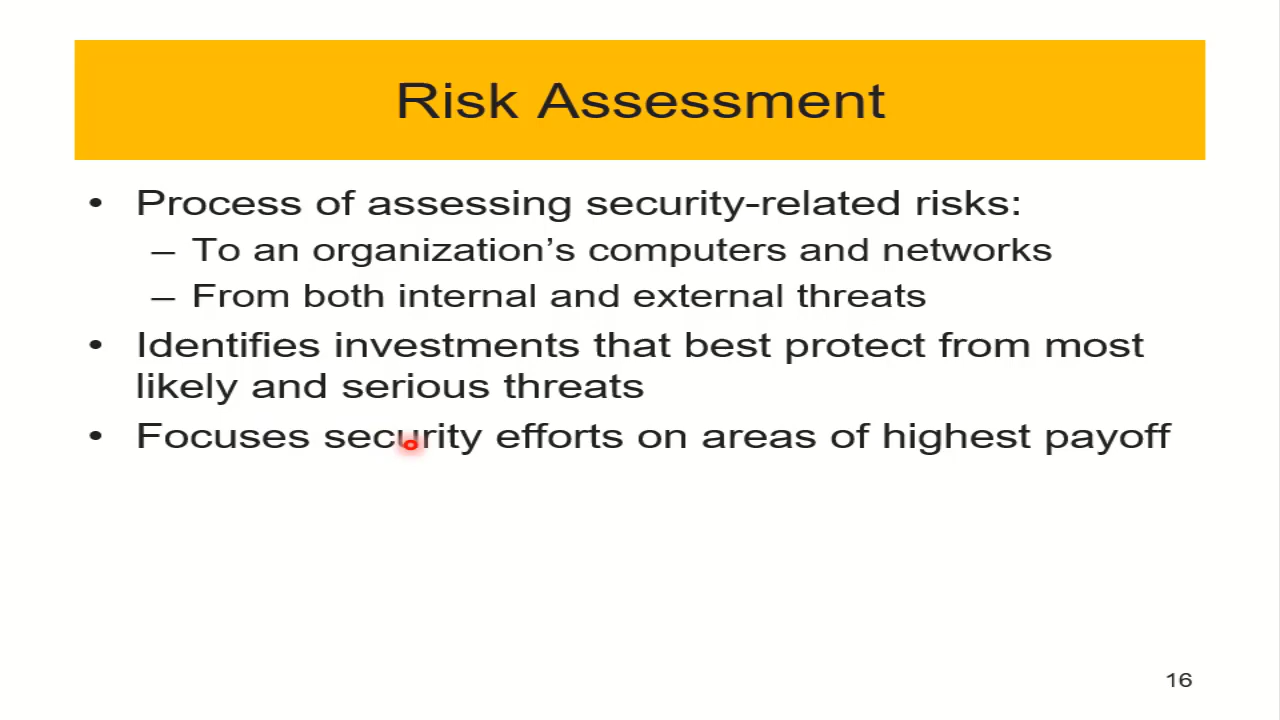 Risk Assessment
• Process of assessing security-related risks:
– To an organization’s computers and networks
– From both internal and external threats
• Identifies investments that best protect from most
likely and serious threats
• Focuses security efforts on areas of highest payoff
16